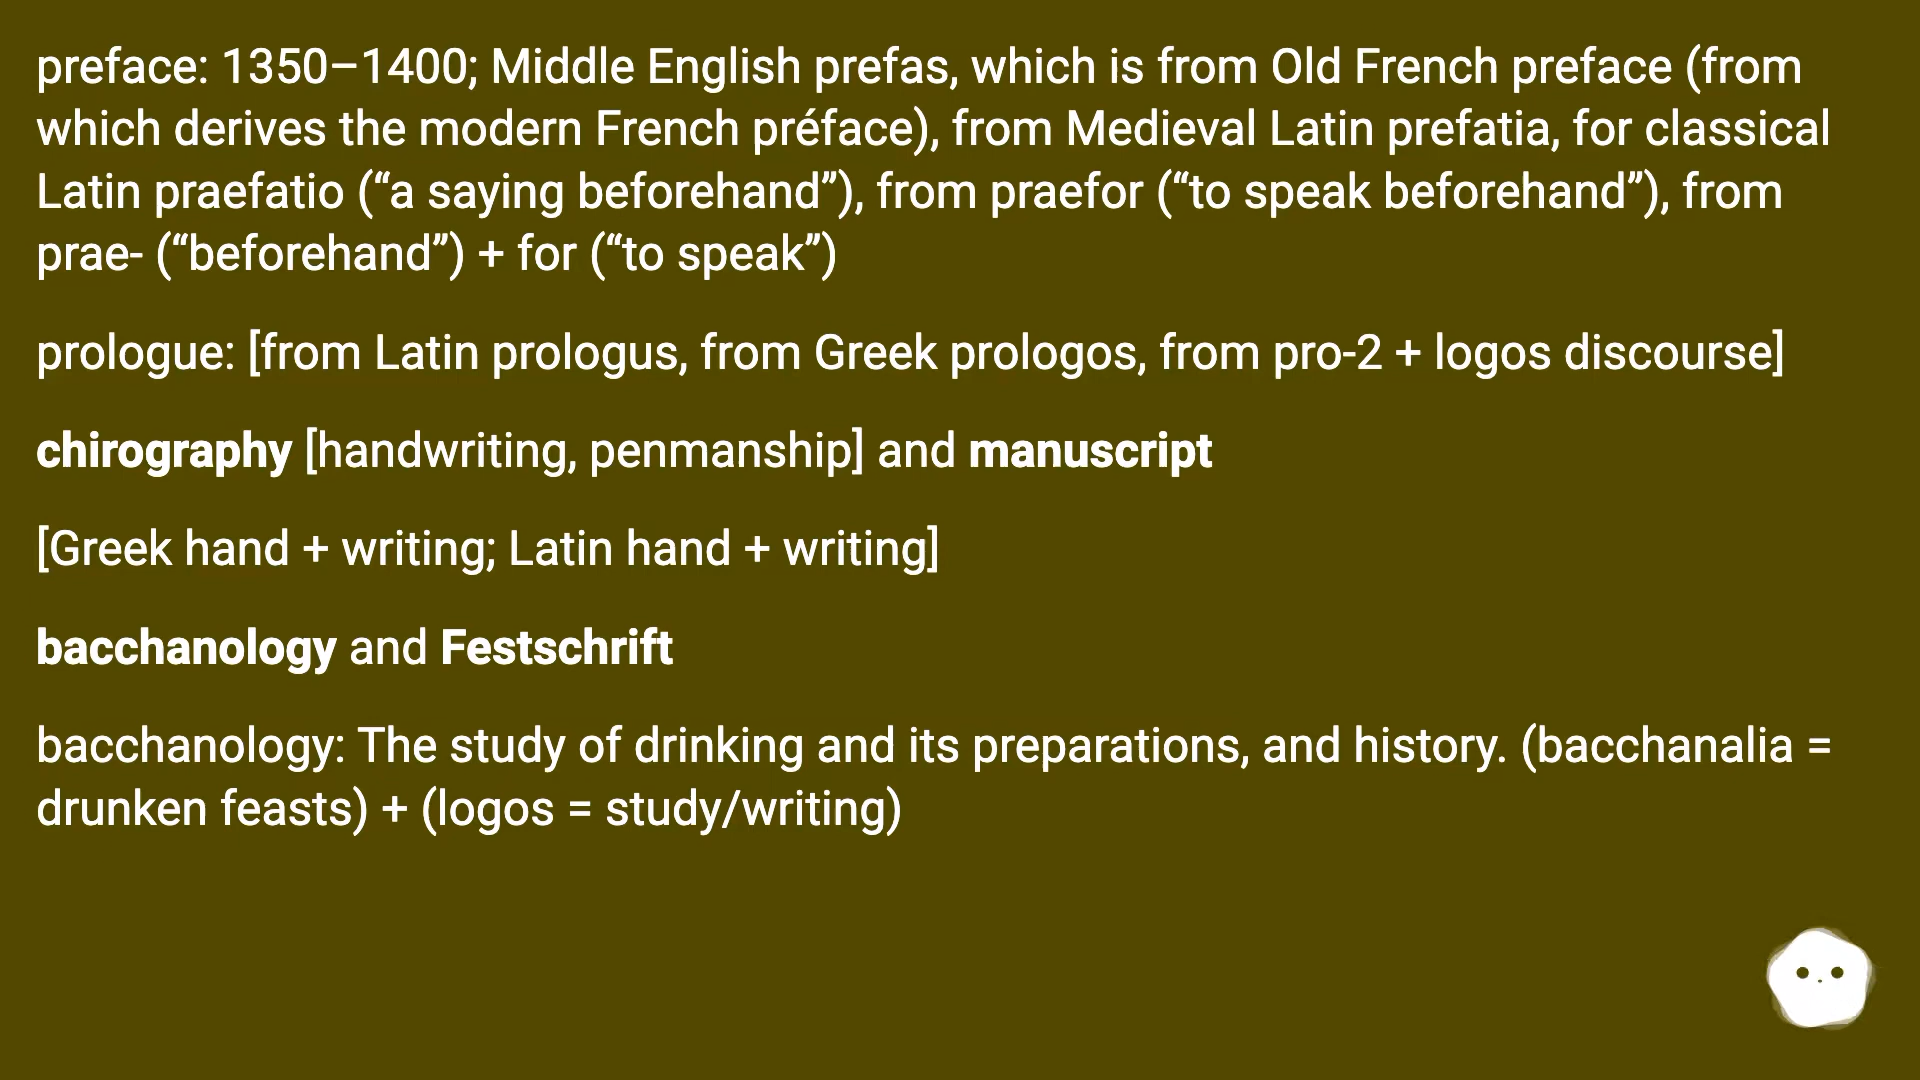 preface: 1350–1400; Middle English prefas, which is from Old French preface (from
which derives the modern French préface), from Medieval Latin prefatia, for classical
Latin praefatio (“a saying beforehand”), from praefor (“to speak beforehand”), from
prae- (“beforehand”) + for (“to speak”)
prologue: [from Latin prologus, from Greek prologos, from pro-2 + logos discourse]
chirography [handwriting, penmanship] and manuscript
[Greek hand + writing; Latin hand + writing]
bacchanology and Festschrift
bacchanology: The study of drinking and its preparations, and history. (bacchanalia =
drunken feasts) + (logos = study/writing)